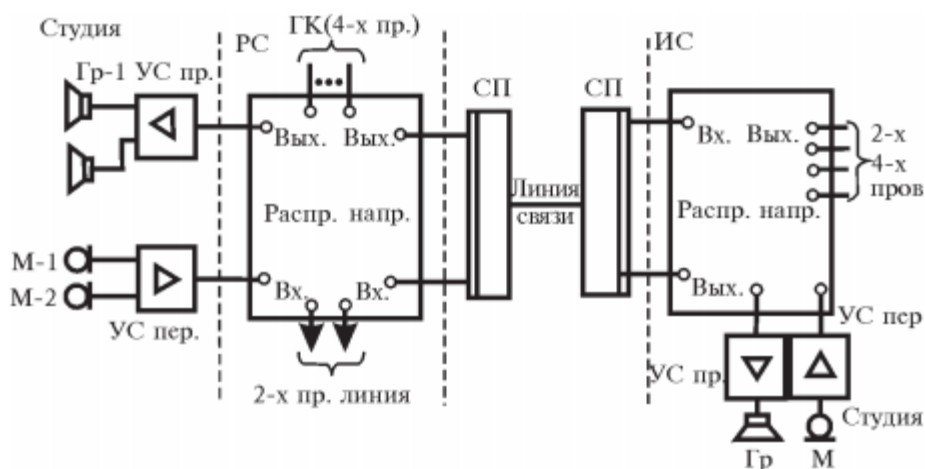 Студия
Гр-1 УС пр.
М-1
М-2
УС пер.
РС
ГК(4-х пр.)
Вых. Вых.
Распр. напр.
Вх. Вх.
2-х пр. линия
СП
Линия
связи
СП
ИС
Вх. Вых.
2-х
4-х
пров
Распр. напр.
Вых.
УС пер
УС пр.
Студия
Гр М